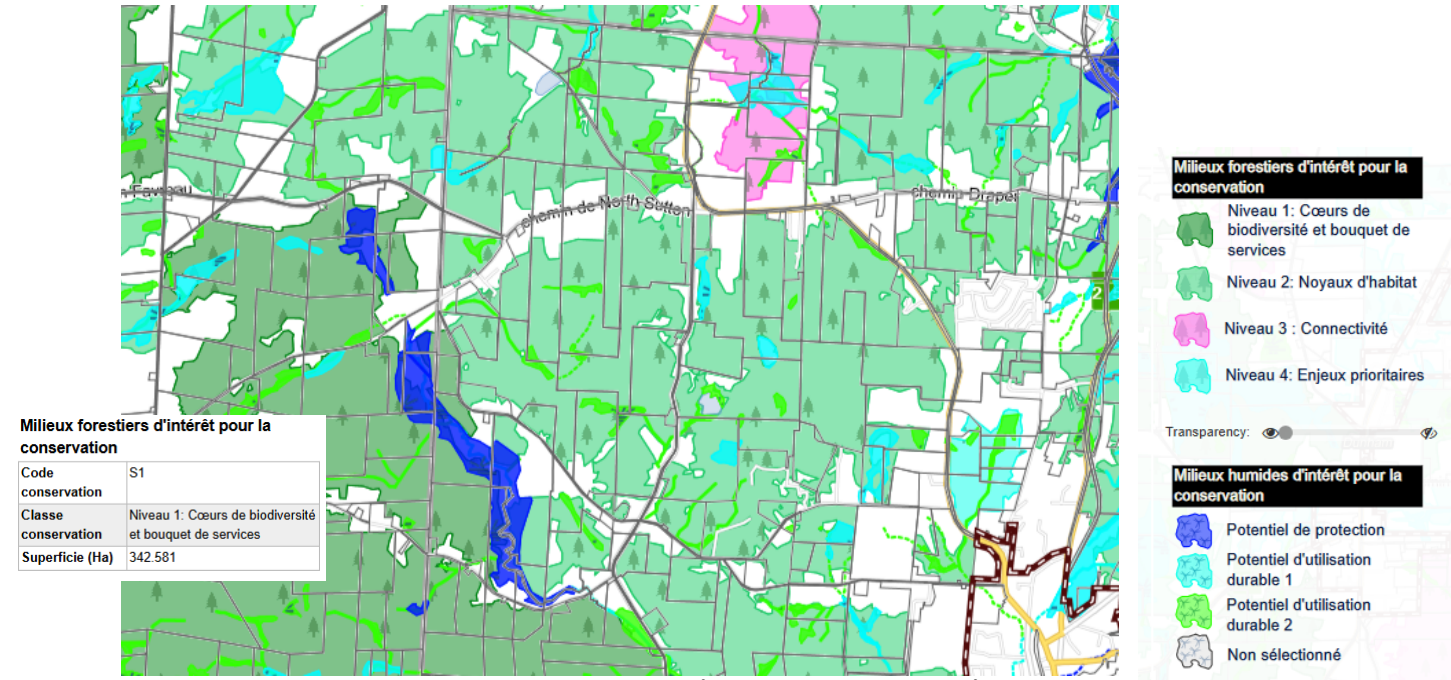 n Favreau
chemin de North Sutton
chemin Draper
2
Milieux forestiers d'intérêt pour la
conservation
Code
conservation
S1
Classe
conservation
Niveau 1: Cœurs de biodiversité
et bouquet de services
Superficie (Ha)
342.581
Milieux forestiers d'intérêt pour la
conservation
Niveau 1: Cœurs de
biodiversité et bouquet de
services
Niveau 2: Noyaux d'habitat
Niveau 3 : Connectivité
Niveau 4: Enjeux prioritaires
Transparency:
Milieux humides d'intérêt pour la
conservation
Potentiel de protection
Potentiel d'utilisation
durable 1
Potentiel d'utilisation
durable 2
Non sélectionné